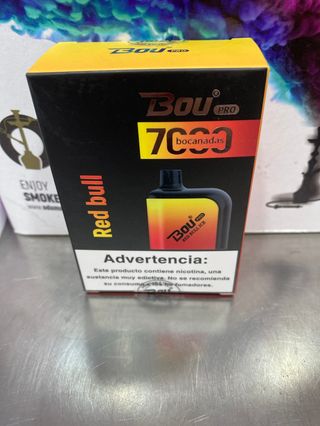 Bou® PRO
7000
bocanadas
Red bull
Bou PRO
Advertencia:
Este producto contiene nicotina, una
sustancia muy adictiva. No se recomienda
su consumo a los no fumadores.
Bou
ENJOY
SMOKE